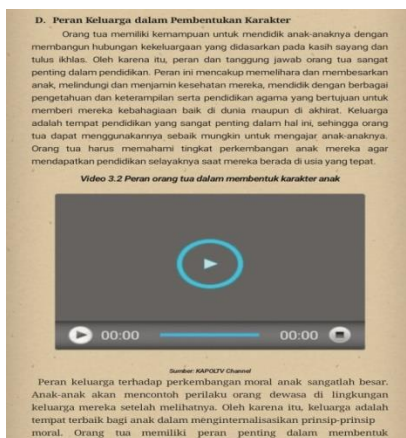 D. Peran Keluarga dalam Pembentukan Karakter
Orang tua memiliki kemampuan untuk mendidik anak-anaknya dengan
membangun hubungan kekeluargaan yang didasarkan pada kasih sayang dan
tulus ikhlas. Oleh karena itu, peran dan tanggung jawab orang tua sangat
penting dalam pendidikan. Peran ini mencakup memelihara dan membesarkan
anak, melindungi dan menjamin kesehatan mereka, mendidik dengan berbagai
pengetahuan dan keterampilan serta pendidikan agama yang bertujuan untuk
memberi mereka kebahagiaan baik di dunia maupun di akhirat. Keluarga
adalah tempat pendidikan yang sangat penting dalam hal ini, sehingga orang
tua dapat menggunakannya sebaik mungkin untuk mengajar anak-anaknya.
Orang tua harus memahami tingkat perkembangan anak mereka agar
mendapatkan pendidikan selayaknya saat mereka berada di usia yang tepat.
Video 3.2 Peran orang tua dalam membentuk karakter anak
00:00 00:00
Sumber: KAPOLTV Channel
Peran keluarga terhadap perkembangan moral anak sangatlah besar.
Anak-anak akan mencontoh perilaku orang dewasa di lingkungan
keluarga mereka setelah melihatnya. Oleh karena itu, keluarga adalah
tempat terbaik bagi anak dalam menginternalisasikan prinsip-prinsip
moral. Orang tua memiliki peran penting dalam membentuk